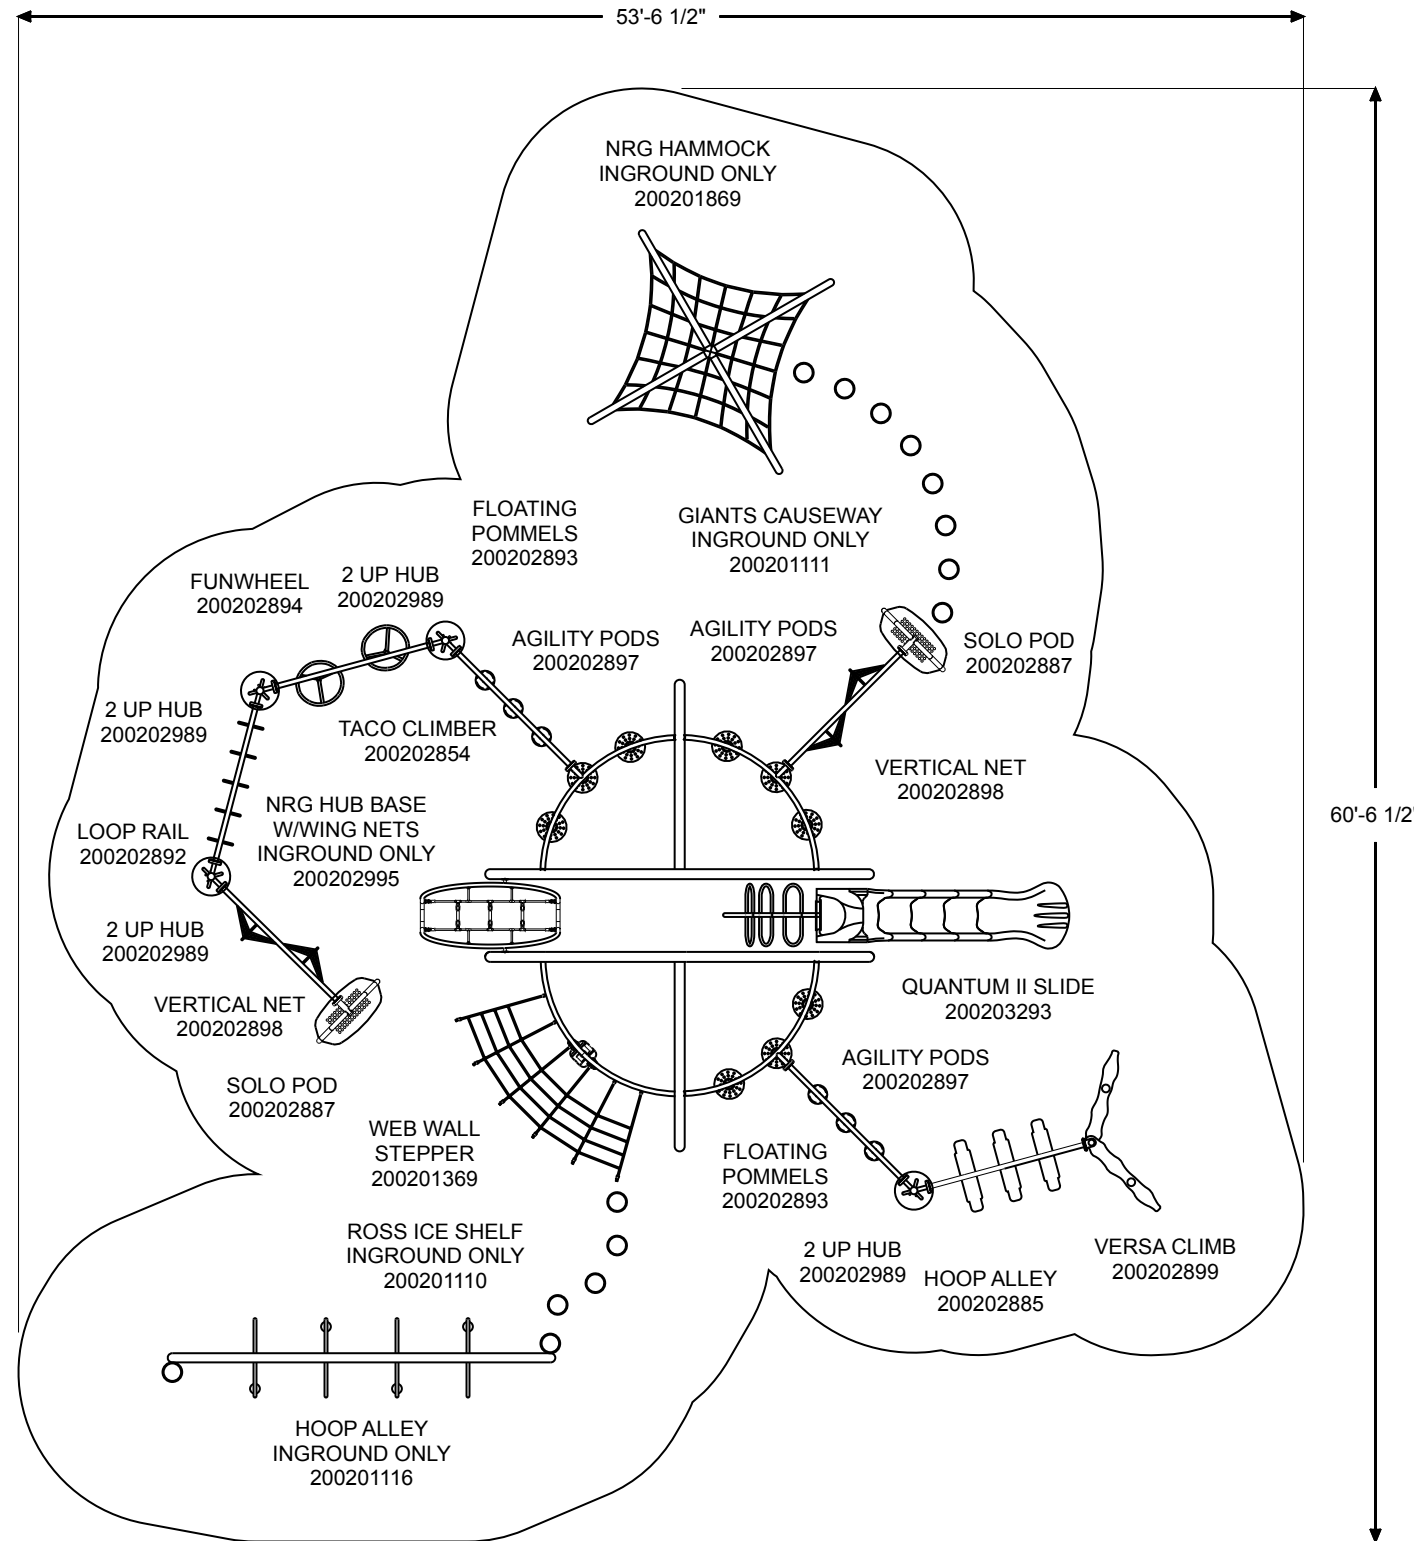 53'-6 1/2"
NRG HAMMOCK
INGROUND ONLY
200201869
FLOATING
POMMELS
200202893
GIANTS CAUSEWAY
INGROUND ONLY
200201111
FUNWHEEL
200202894
2 UP HUB
200202989
AGILITY PODS
200202897
AGILITY PODS
200202897
SOLO POD
200202887
2 UP HUB
200202989
TACO CLIMBER
200202854
VERTICAL NET
200202898
60'-6 1/2"
LOOP RAIL
200202892
NRG HUB BASE
W/WING NETS
INGROUND ONLY
200202995
2 UP HUB
200202989
VERTICAL NET
200202898
QUANTUM II SLIDE
200203293
SOLO POD
200202887
AGILITY PODS
200202897
WEB WALL
STEPPER
200201369
FLOATING
POMMELS
200202893
ROSS ICE SHELF
INGROUND ONLY
200201110
2 UP HUB
200202989
HOOP ALLEY
200202885
VERSA CLIMB
200202899
HOOP ALLEY
INGROUND ONLY
200201116